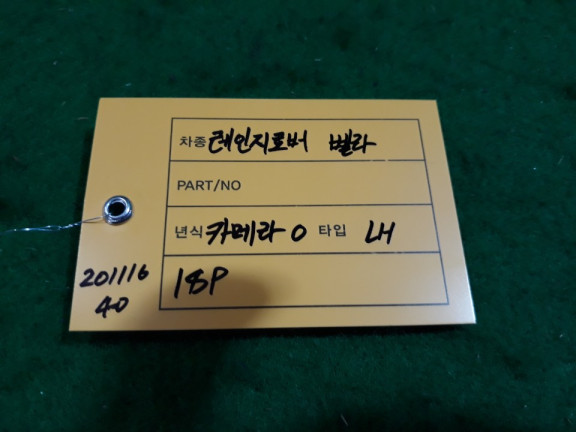 차종 레인지로버 벨라
PART/NO
년식 카메라 O 타입 LH
18P
201116
40